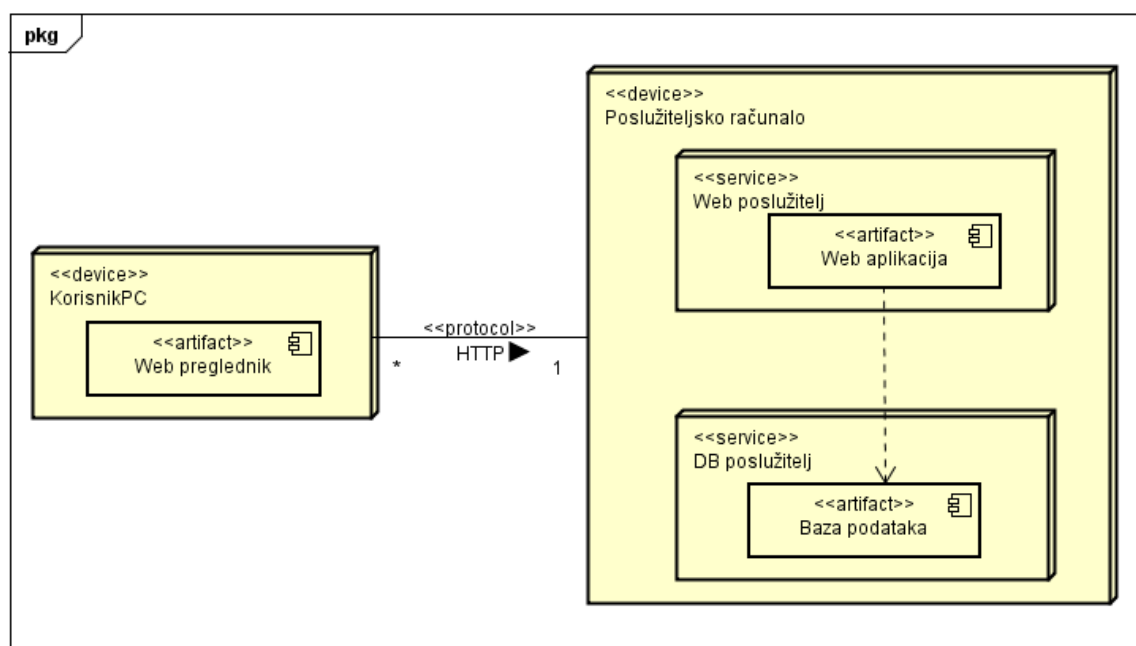 pkg
<<device>>
KorisnikPC
<<artifact>>
Web preglednik
<<protocol>>
HTTP
*
1
<<device>>
Poslužiteljsko računalo
<<service>>
Web poslužitelj
<<artifact>>
Web aplikacija
<<service>>
DB poslužitelj
<<artifact>>
Baza podataka